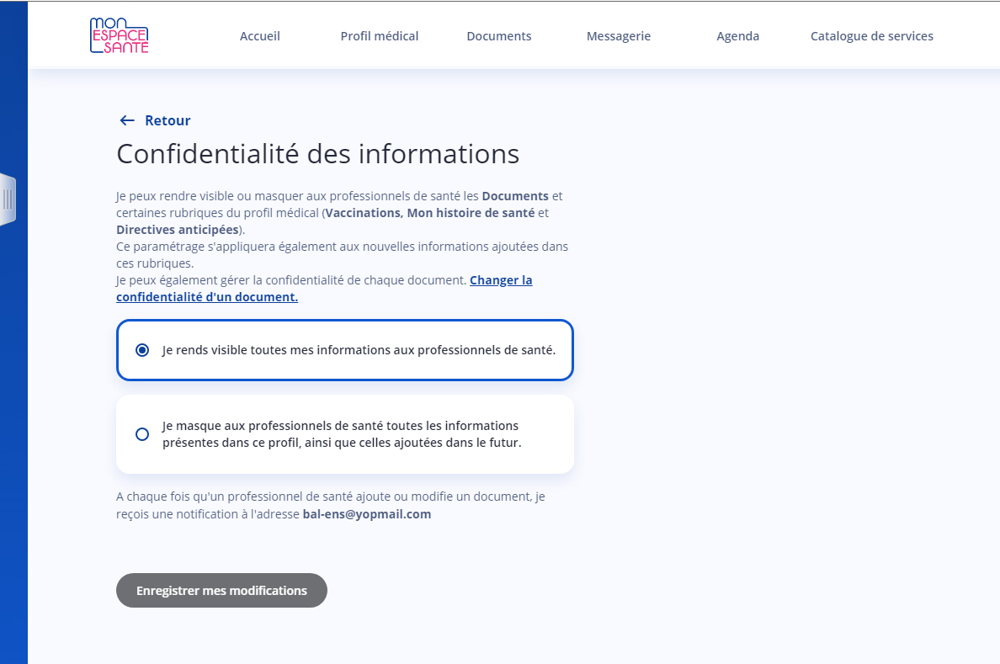 MON
ESPACE
SANTÉ
Accueil
Profil médical
Documents
Messagerie
Agenda
Catalogue de services
Retour
Confidentialité des informations
Je peux rendre visible ou masquer aux professionnels de santé les Documents et
certaines rubriques du profil médical (Vaccinations, Mon histoire de santé et
Directives anticipées).
Ce paramétrage s'appliquera également aux nouvelles informations ajoutées dans
ces rubriques.
Je peux également gérer la confidentialité de chaque document. Changer la
confidentialité d'un document.
Je rends visible toutes mes informations aux professionnels de santé.
Je masque aux professionnels de santé toutes les informations
présentes dans ce profil, ainsi que celles ajoutées dans le futur.
A chaque fois qu'un professionnel de santé ajoute ou modifie un document, je
reçois une notification à l'adresse bal-ens@yopmail.com
Enregistrer mes modifications